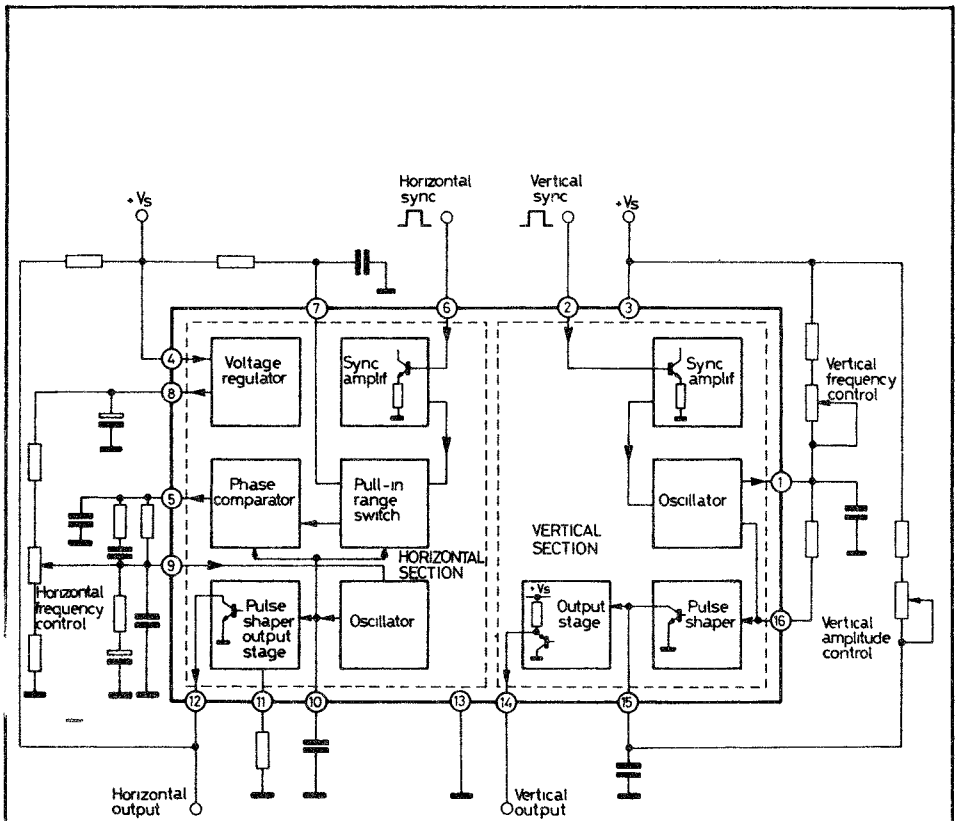 Horizontal
sync
Vertical
sync
+ Vs
+Vs
7
6
2
3
4
Voltage
regulator
Sync
amplif
Sync
amplif
Vertical
frequency
control
8
5
Phase
comparator
Pull-in
range
switch
Oscillator
1
HORIZONTAL
SECTION
VERTICAL
SECTION
9
Horizontal
frequency
control
Pulse
shaper
output
stage
Oscillator
+Vs
Output
stage
Pulse
shaper
16
Vertical
amplitude
control
12
11
10
13
14
15
Horizontal
output
Vertical
output